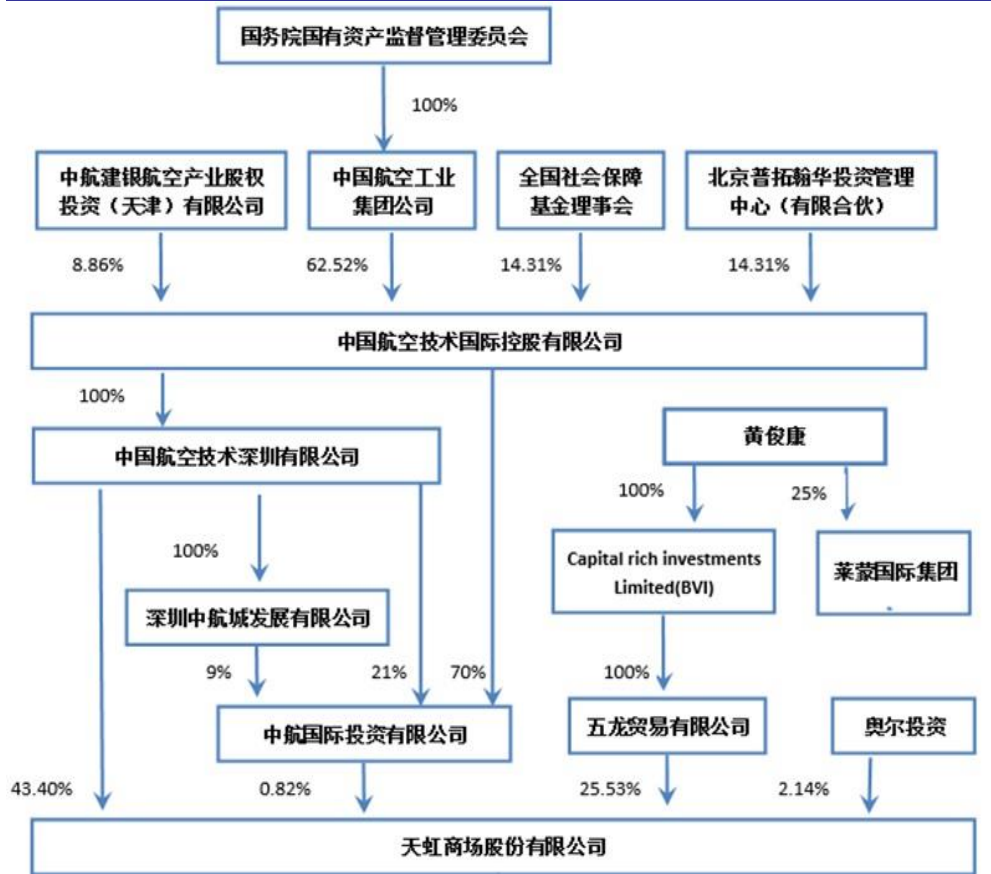 国务院国有资产监督管理委员会
100%
中航建银航空产业股权
投资（天津）有限公司
中国航空工业
集团公司
全国社会保障
基金理事会
北京普拓瀚华投资管理
中心（有限合伙）
8.86%
62.52%
14.31%
14.31%
中国航空技术国际控股有限公司
100%
中国航空技术深圳有限公司
黄俊康
100%
25%
100%
Capital rich investments
Limited(BVI)
莱蒙国际集团
深圳中航城发展有限公司
9%
21%
70%
100%
中航国际投资有限公司
五龙贸易有限公司
奥尔投资
43.40%
0.82%
25.53%
2.14%
天虹商场股份有限公司